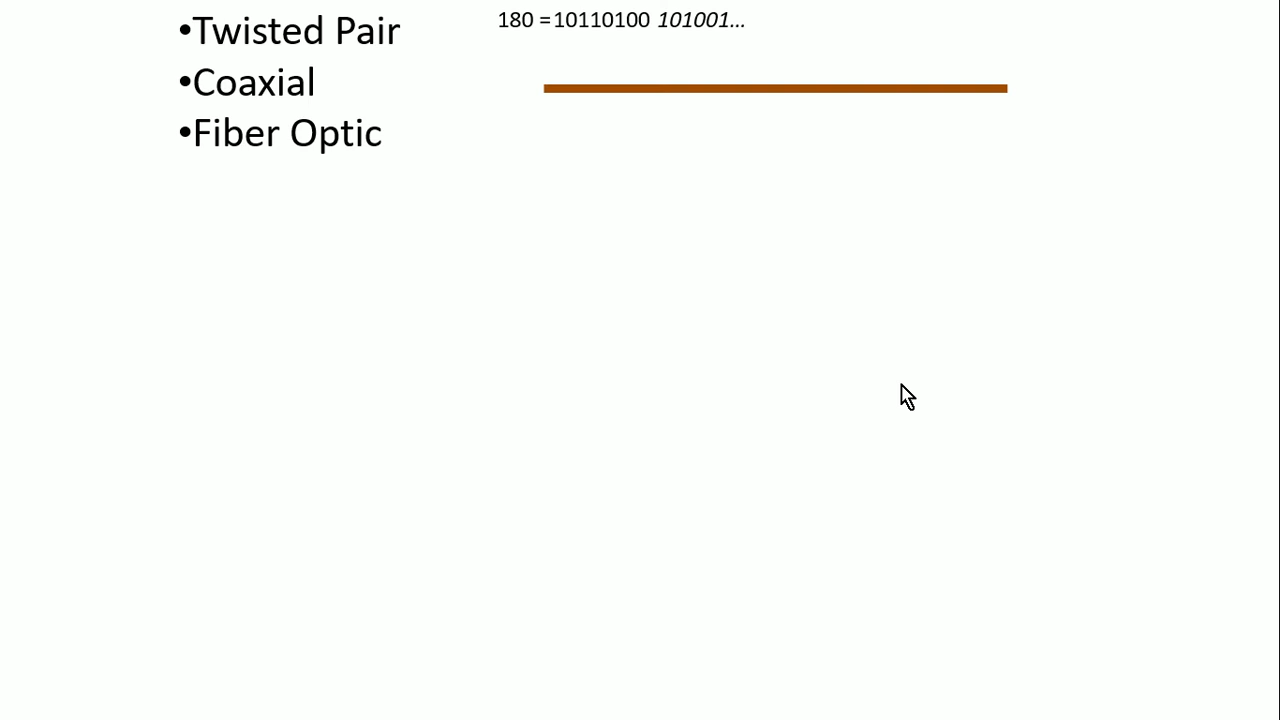 •Twisted Pair
•Coaxial
•Fiber Optic
180 =10110100 101001...